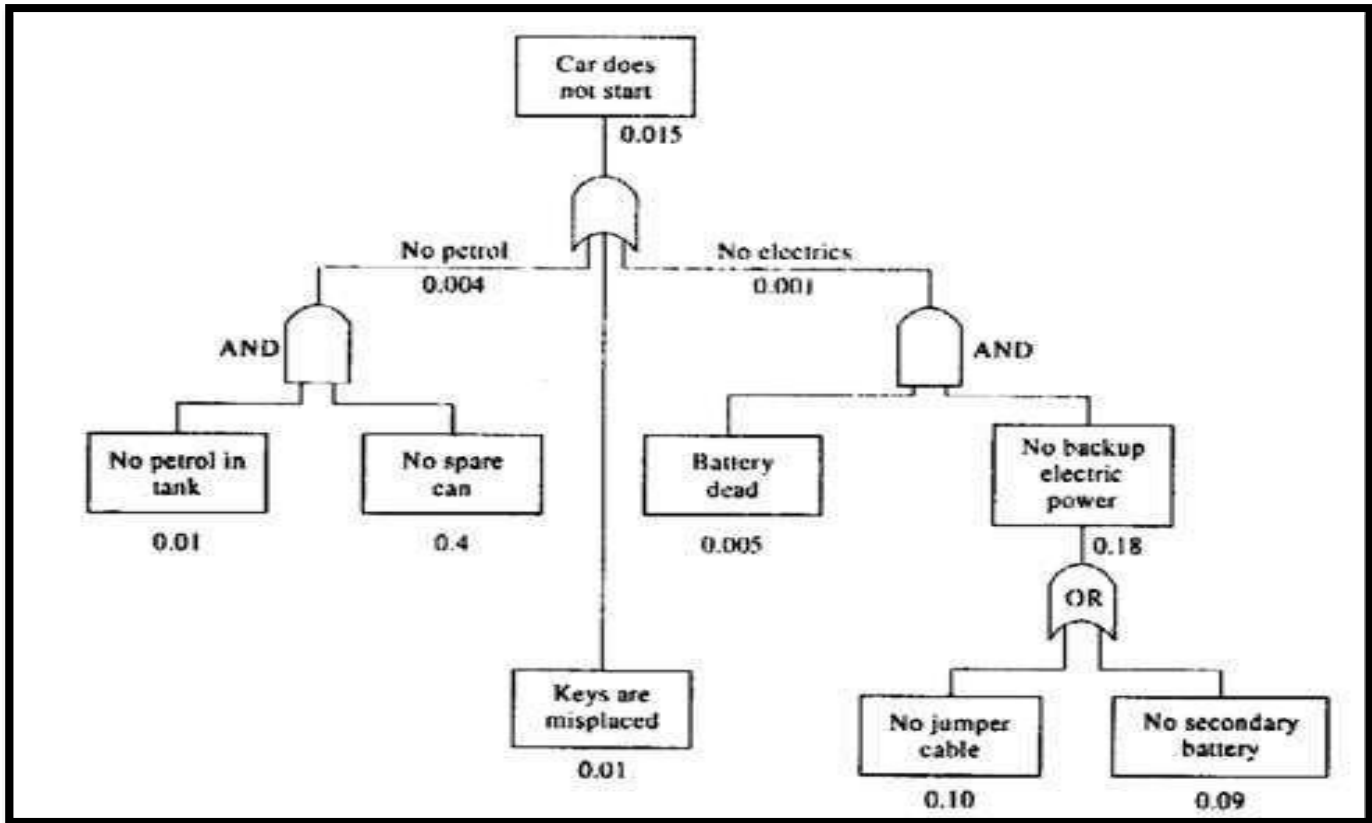 Car does
not start
0.015
No petrol
0.004
No electrics
0.001
AND
AND
No petrol in
tank
0.01
No spare
can
0.4
Battery
dead
0.005
No backup
electric
power
0.18
OR
Keys are
misplaced
0.01
No jumper
cable
0.10
No secondary
battery
0.09